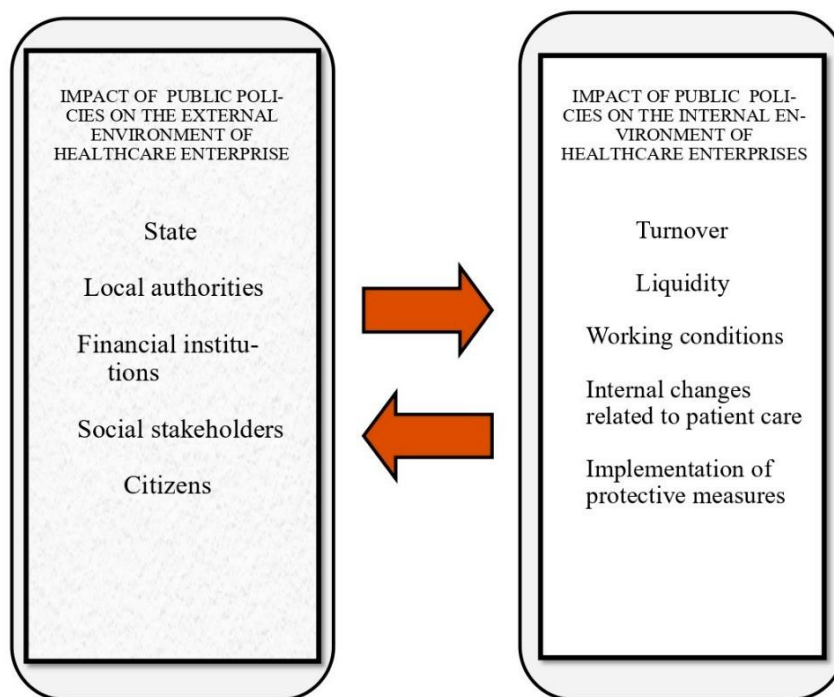 IMPACT OF PUBLIC POLI-
CIES ON THE EXTERNAL
ENVIRONMENT OF
HEALTHCARE ENTERPRISE
State
Local authorities
Financial institu-
tions
Social stakeholders
Citizens
IMPACT OF PUBLIC POLI-
CIES ON THE INTERNAL EN-
VIRONMENT OF
HEALTHCARE ENTERPRISES
Turnover
Liquidity
Working conditions
Internal changes
related to patient care
Implementation of
protective measures